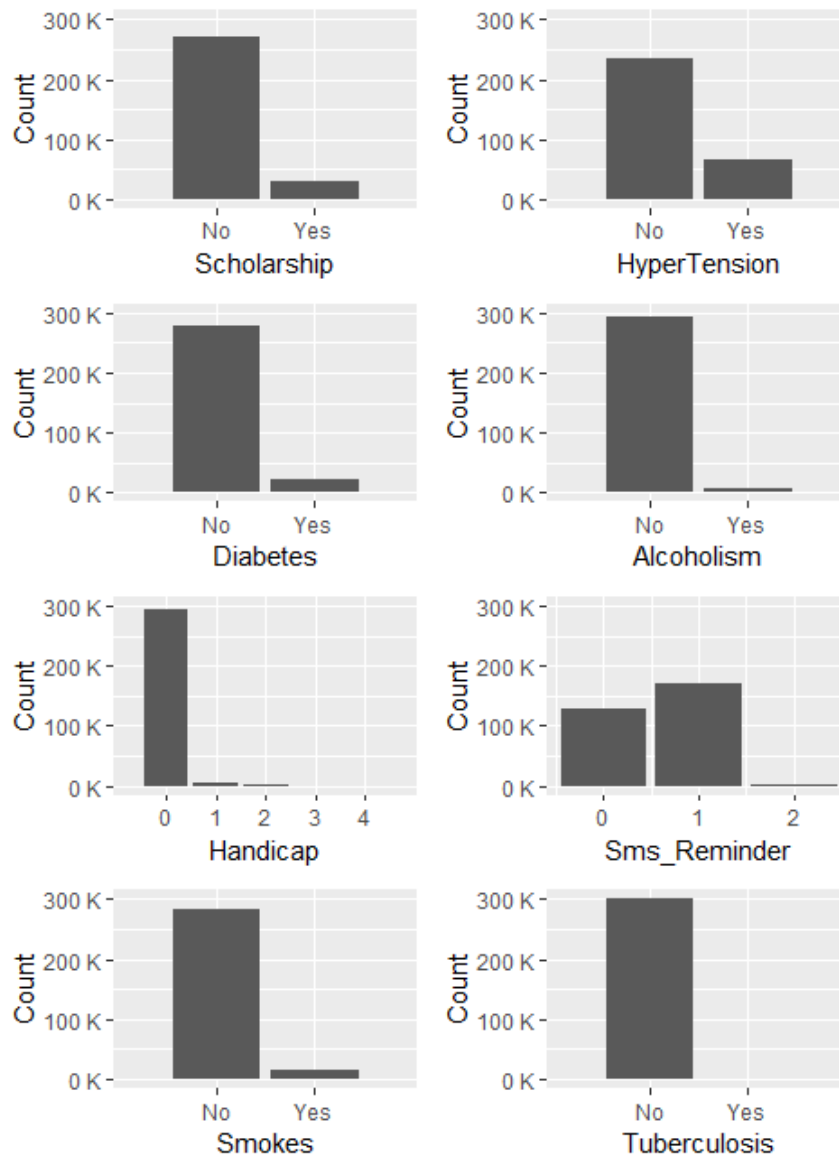 300 K
200 K
100 K
0 K
Count
No Yes
Scholarship
300 K
200 K
100 K
0 K
Count
No Yes
HyperTension
300 K
200 K
100 K
0 K
Count
No Yes
Diabetes
300 K
200 K
100 K
0 K
Count
No Yes
Alcoholism
300 K
200 K
100 K
0 K
Count
0 1 2 3 4
Handicap
300 K
200 K
100 K
0 K
Count
0 1 2
Sms_Reminder
300 K
200 K
100 K
0 K
Count
No Yes
Smokes
300 K
200 K
100 K
0 K
Count
No Yes
Tuberculosis